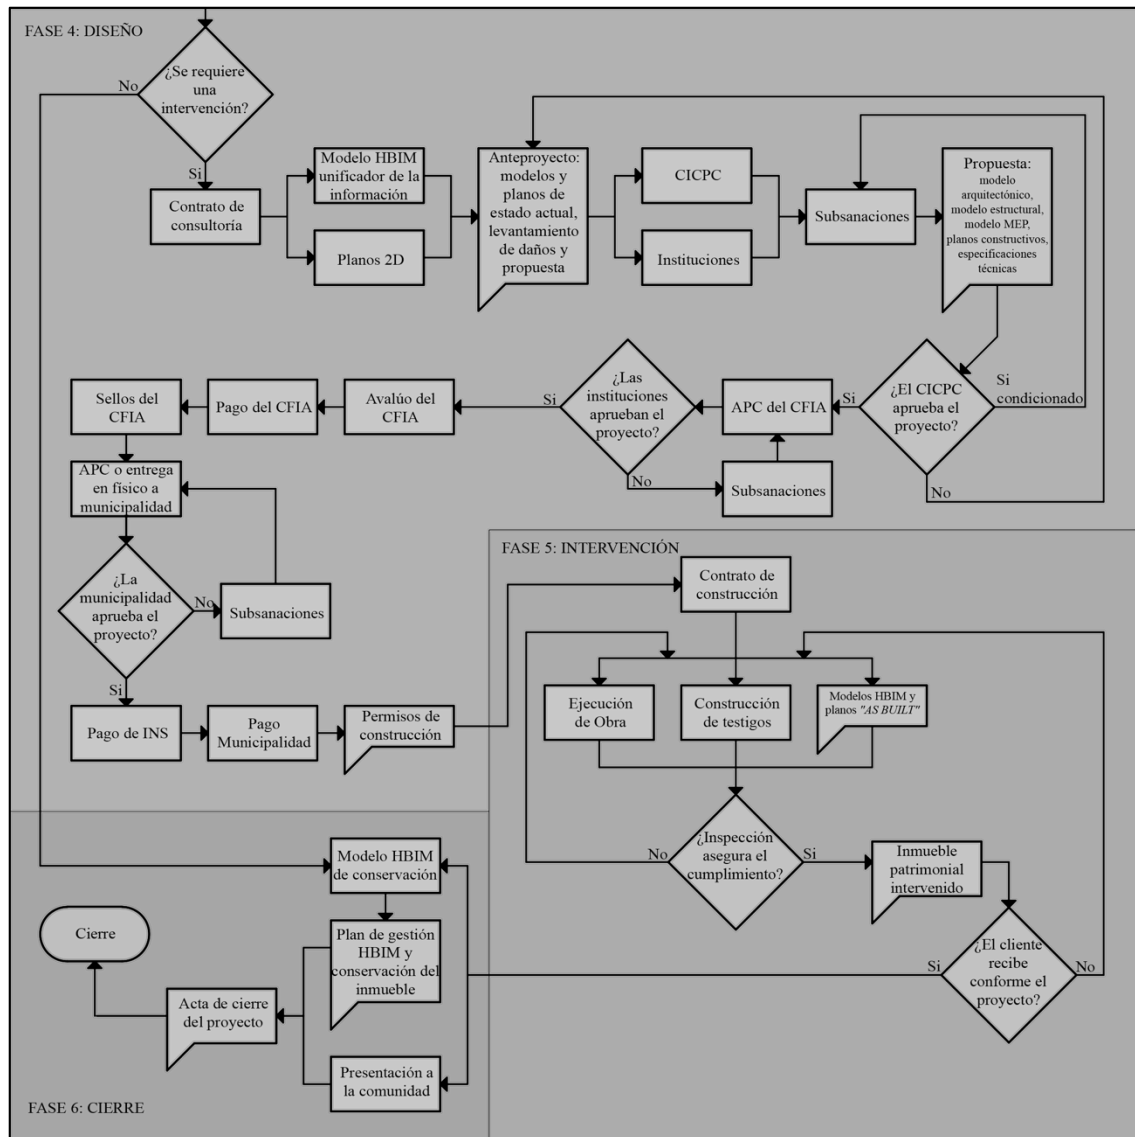 FASE 4: DISEÑO
¿Se requiere
una
intervención?
No
Si
Contrato de
consultoría
Modelo HBIM
unificador de la
información
Planos 2D
Anteproyecto:
modelos y
planos de
estado actual,
levantamiento
de daños y
propuesta
CICPC
Instituciones
Subsanaciones
Propuesta:
modelo
arquitectónico,
modelo estructural,
modelo MEP,
planos constructivos,
especificaciones
técnicas
¿El CICPC
aprueba el
proyecto?
Si
condicionado
No
Si
APC del CFIA
Subsanaciones
¿Las
instituciones
aprueban el
proyecto?
No
Si
Avalúo del
CFIA
Pago del CFIA
Sellos del
CFIA
APC o entrega
en físico a
municipalidad
¿La
municipalidad
aprueba el
proyecto?
No
Subsanaciones
Si
Pago de INS
Pago
Municipalidad
Permisos de
construcción
FASE 5: INTERVENCIÓN
Contrato de
construcción
Ejecución
de Obra
Construcción
de testigos
Modelos HBIM y
planos "AS BUILT"
¿Inspección
asegura el
cumplimiento?
No
Si
Inmueble
patrimonial
intervenido
¿El cliente
recibe
conforme el
proyecto?
No
Si
Modelo HBIM
de conservación
Plan de gestión
HBIM y
conservación del
inmueble
Presentación a
la comunidad
Acta de cierre
del proyecto
Cierre
FASE 6: CIERRE